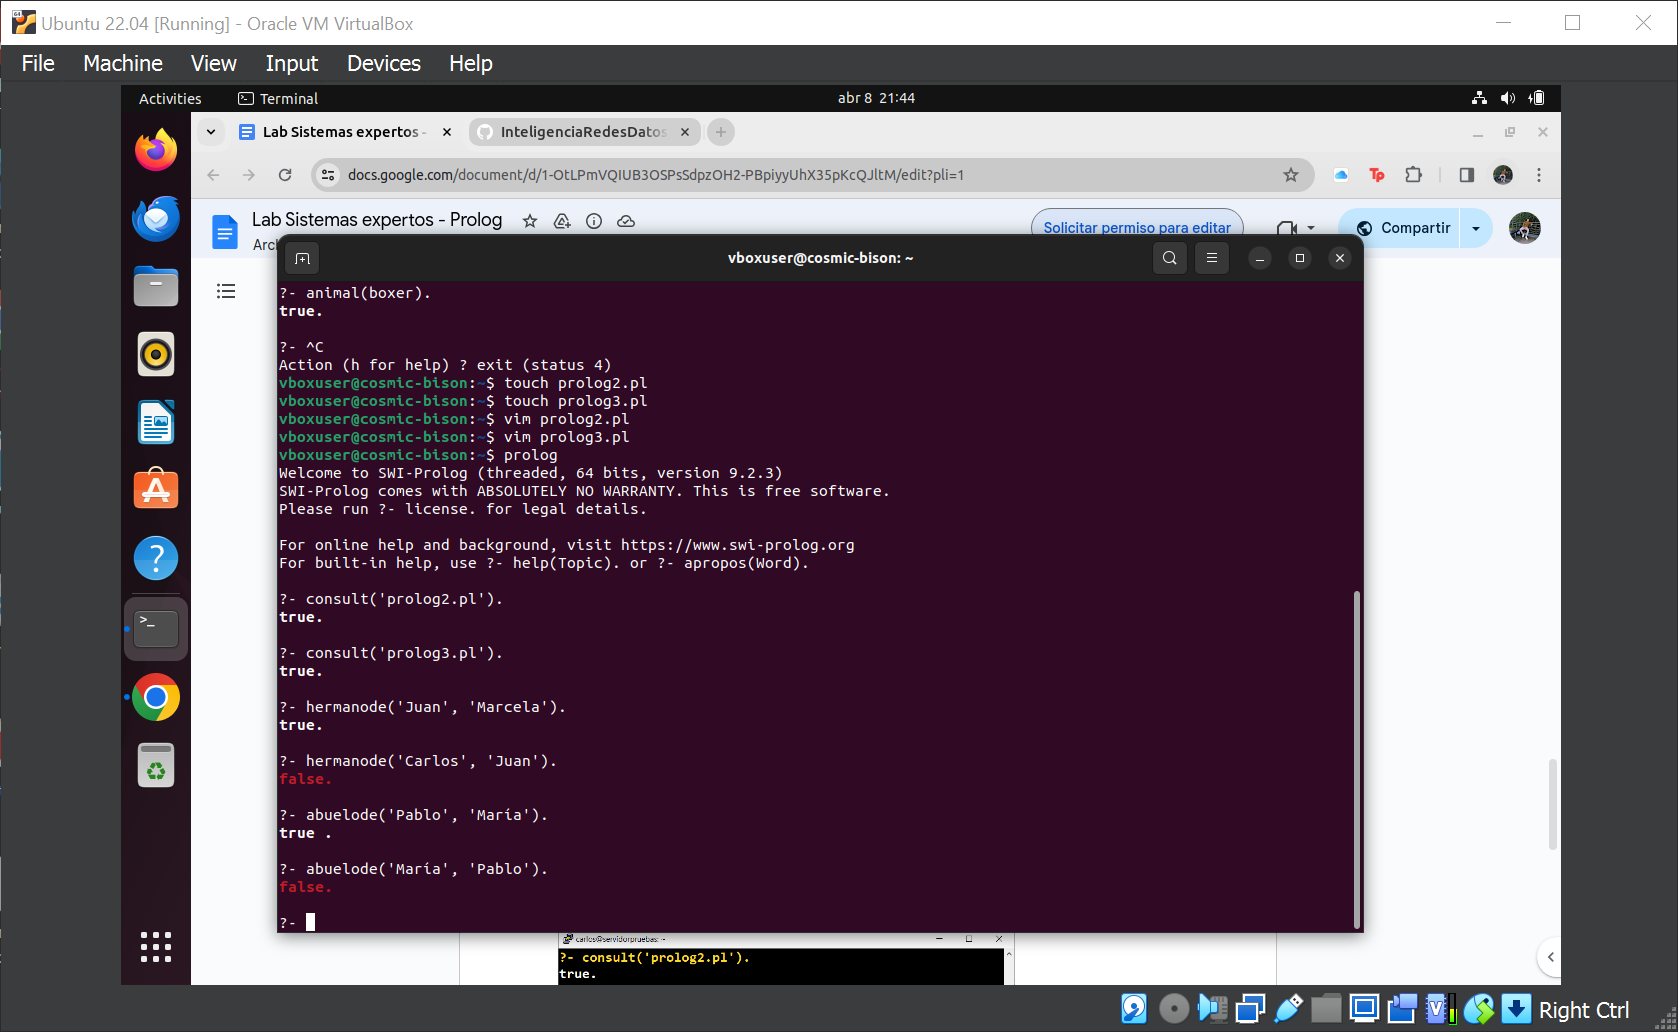 Ubuntu 22.04 [Running] - Oracle VM VirtualBox
File Machine View Input Devices Help
Activities Terminal abr 8 21:44
Lab Sistemas expertos - InteligenciaRedesDatos
docs.google.com/document/d/1-OtLPmVQIUB3OSPsSdpzOH2-PBpiyyUhX35pKcQJltM/edit?pli=1
Tp
Lab Sistemas expertos - Prolog
Solicitar permiso para editar
Compartir
vboxuser@cosmic-bison: ~
?- animal(boxer).
true.
?- ^C
Action (h for help) ? exit (status 4)
vboxuser@cosmic-bison:~$ touch prolog2.pl
vboxuser@cosmic-bison:~$ touch prolog3.pl
vboxuser@cosmic-bison:~$ vim prolog2.pl
vboxuser@cosmic-bison:~$ vim prolog3.pl
vboxuser@cosmic-bison:~$ prolog
Welcome to SWI-Prolog (threaded, 64 bits, version 9.2.3)
SWI-Prolog comes with ABSOLUTELY NO WARRANTY. This is free software.
Please run ?- license. for legal details.
For online help and background, visit https://www.swi-prolog.org
For built-in help, use ?- help(Topic). or ?- apropos(Word).
?- consult('prolog2.pl').
true.
?- consult('prolog3.pl').
true.
?- hermanode('Juan', 'Marcela').
true.
?- hermanode('Carlos', 'Juan').
false.
?- abuelode('Pablo', 'María').
true .
?- abuelode('María', 'Pablo').
false.
?-
carlos@servidorpruebas: ~
?- consult('prolog2.pl').
true.
Right Ctrl